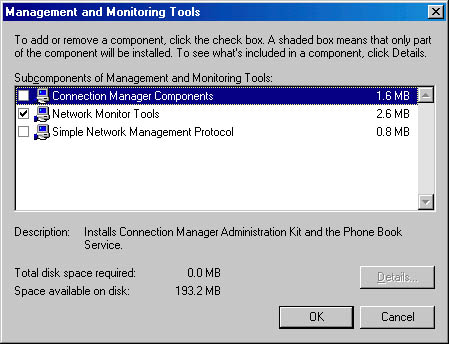 Management and Monitoring Tools
To add or remove a component, click the check box. A shaded box means that only part
of the component will be installed. To see what's included in a component, click Details.
Subcomponents of Management and Monitoring Tools:
Connection Manager Components 1.6 MB
Network Monitor Tools 2.6 MB
Simple Network Management Protocol 0.8 MB
Description: Installs Connection Manager Administration Kit and the Phone Book
Service.
Total disk space required: 0.0 MB
Space available on disk: 193.2 MB
Details...
OK Cancel